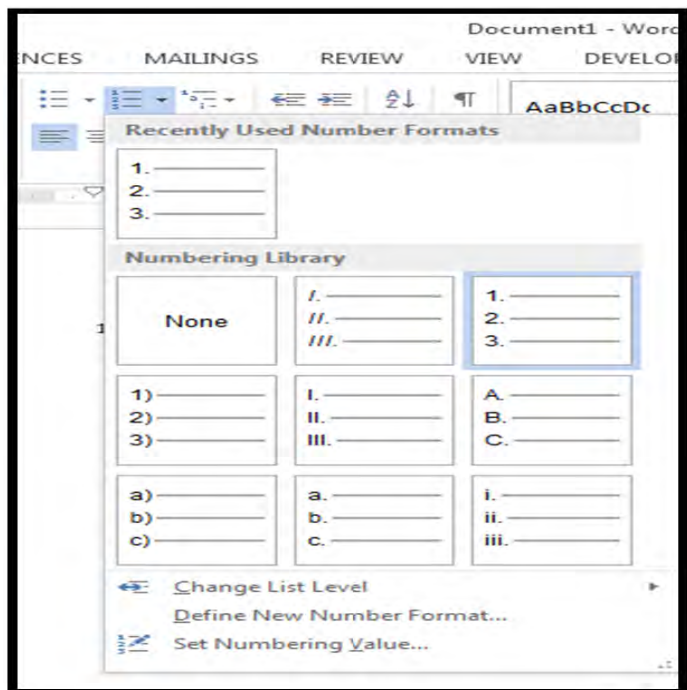 Document1 - Word
ENCES MAILINGS REVIEW VIEW DEVELO
AaBbCcDc
Recently Used Number Formats
1.
2.
3.
Numbering Library
None
I.
II.
III.
1.
2.
3.
1)
2)
3)
I.
II.
III.
A.
B.
C.
a)
b)
c)
a.
b.
c.
i.
ii.
iii.
Change List Level
Define New Number Format...
Set Numbering Value...